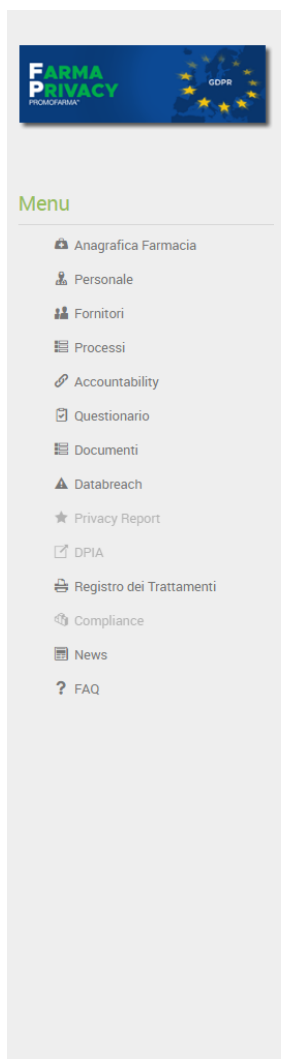 FARMA
PRIVACY
PROMOFARMA
GDPR
Menu
Anagrafica Farmacia
Personale
Fornitori
Processi
Accountability
Questionario
Documenti
Databreach
Privacy Report
DPIA
Registro dei Trattamenti
Compliance
News
FAQ